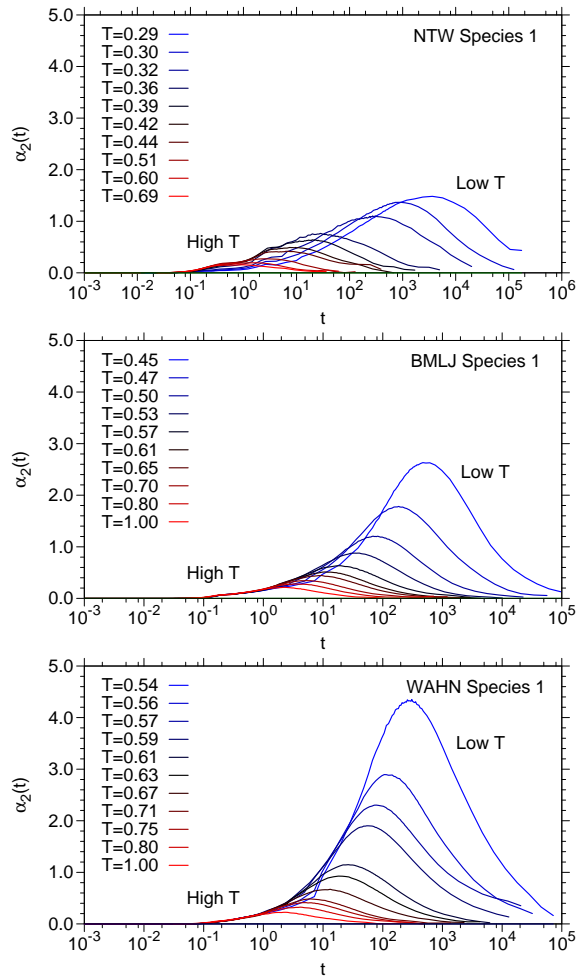 NTW Species 1
5.0
4.0
3.0
2.0
1.0
0.0
α₂(t)
T=0.29
T=0.30
T=0.32
T=0.36
T=0.39
T=0.42
T=0.44
T=0.51
T=0.60
T=0.69
Low T
High T
10⁻³ 10⁻² 10⁻¹ 10⁰ 10¹ 10² 10³ 10⁴ 10⁵ 10⁶
t
BMLJ Species 1
5.0
4.0
3.0
2.0
1.0
0.0
α₂(t)
T=0.45
T=0.47
T=0.50
T=0.53
T=0.57
T=0.61
T=0.65
T=0.70
T=0.80
T=1.00
Low T
High T
10⁻³ 10⁻² 10⁻¹ 10⁰ 10¹ 10² 10³ 10⁴ 10⁵
t
WAHN Species 1
5.0
4.0
3.0
2.0
1.0
0.0
α₂(t)
T=0.54
T=0.56
T=0.57
T=0.59
T=0.61
T=0.63
T=0.67
T=0.71
T=0.75
T=0.80
T=1.00
Low T
High T
10⁻³ 10⁻² 10⁻¹ 10⁰ 10¹ 10² 10³ 10⁴ 10⁵
t